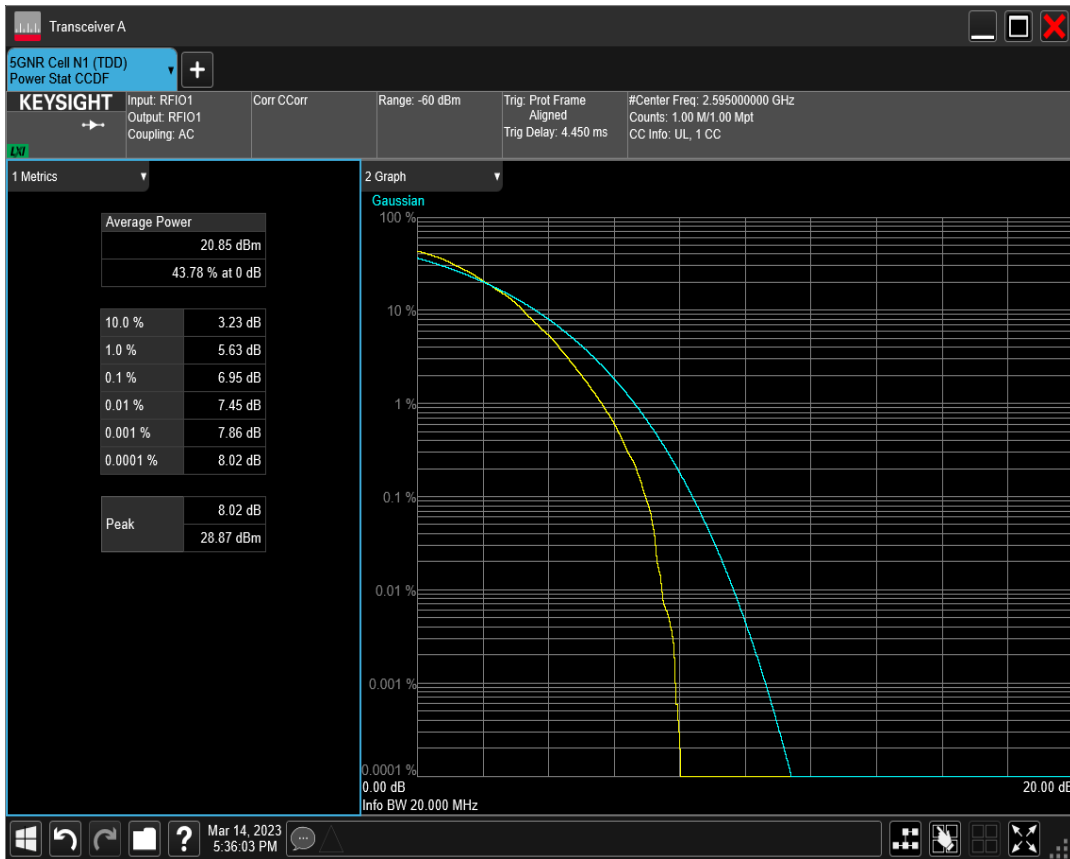 Transceiver A
5GNR Cell N1 (TDD)
Power Stat CCDF
+
KEYSIGHT
LXI
Input: RFIO1
Output: RFIO1
Coupling: AC
Corr CCorr
Range: -60 dBm
Trig: Prot Frame
Aligned
Trig Delay: 4.450 ms
#Center Freq: 2.595000000 GHz
Counts: 1.00 M/1.00 Mpt
CC Info: UL, 1 CC
1 Metrics
Average Power
20.85 dBm
43.78 % at 0 dB
10.0 % 3.23 dB
1.0 % 5.63 dB
0.1 % 6.95 dB
0.01 % 7.45 dB
0.001 % 7.86 dB
0.0001 % 8.02 dB
Peak
8.02 dB
28.87 dBm
2 Graph
Gaussian
100 %
10 %
1 %
0.1 %
0.01 %
0.001 %
0.0001 %
0.00 dB
20.00 dB
Info BW 20.000 MHz
?
Mar 14, 2023
5:36:03 PM